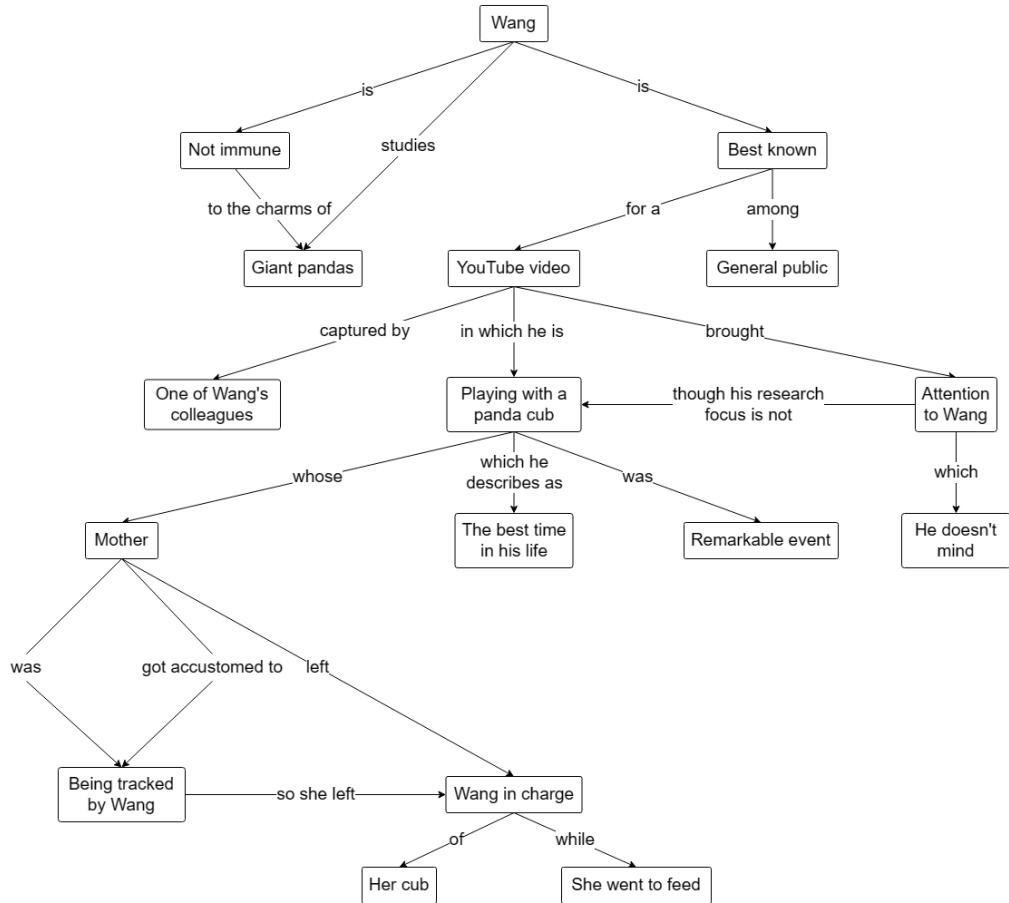 Wang
is
is
studies
Not immune
Best known
to the charms of
for a
among
Giant pandas
YouTube video
General public
captured by
in which he is
brought
One of Wang's
colleagues
Playing with a
panda cub
though his research
focus is not
Attention
to Wang
whose
which he
describes as
was
which
Mother
The best time
in his life
Remarkable event
He doesn't
mind
was
got accustomed to
left
Being tracked
by Wang
so she left
Wang in charge
of
while
Her cub
She went to feed